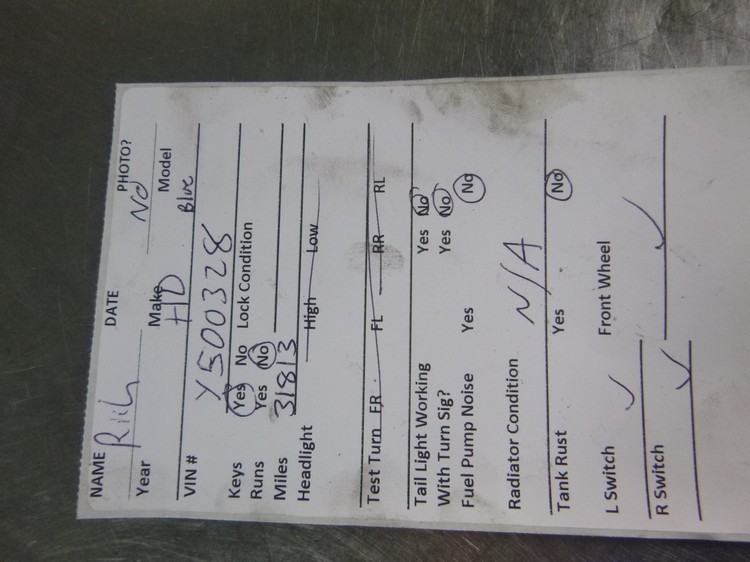 NAME Rich DATE PHOTO? No
Year Make HD Model Blue
VIN # Y500328
Keys Yes No Lock Condition
Runs Yes No
Miles 31813
Headlight High Low
Test Turn FR FL RR RL
Tail Light Working Yes No
With Turn Sig? Yes No
Fuel Pump Noise Yes No
Radiator Condition N/A
Tank Rust Yes No
L Switch ✓ Front Wheel ✓
R Switch ✓